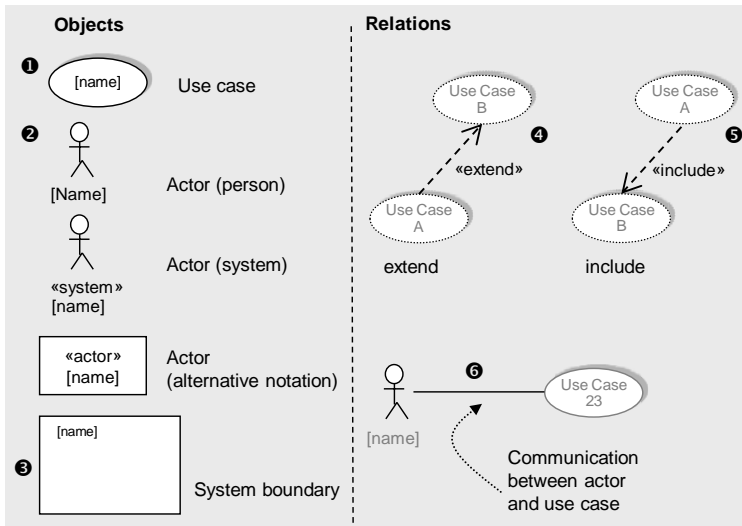 Objects
❶
[name]
Use case
❷
[Name]
Actor (person)
«system»
[name]
Actor (system)
«actor»
[name]
Actor
(alternative notation)
❸
[name]
System boundary
Relations
Use Case
B
❹
«extend»
Use Case
A
extend
Use Case
A
❺
«include»
Use Case
B
include
❻
[name]
Use Case
23
Communication
between actor
and use case